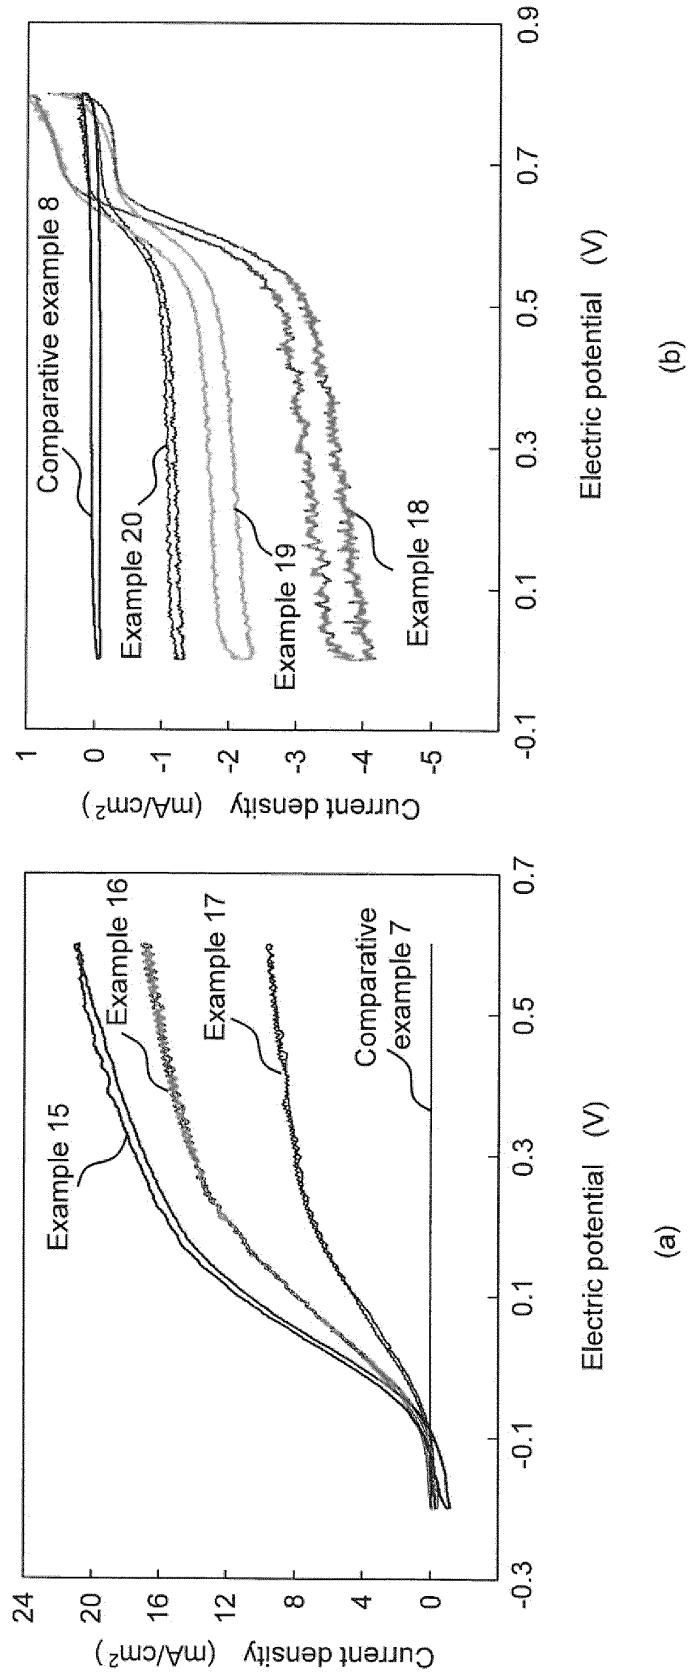 24
20
16
12
8
4
0
-0.3
-0.1
0.1
0.3
0.5
0.7
Current density (mA/cm²)
Electric potential (V)
Example 15
Example 16
Example 17
Comparative
example 7
(a)
1
0
-1
-2
-3
-4
-5
-0.1
0.1
0.3
0.5
0.7
0.9
Current density (mA/cm²)
Electric potential (V)
Comparative example 8
Example 20
Example 19
Example 18
(b)